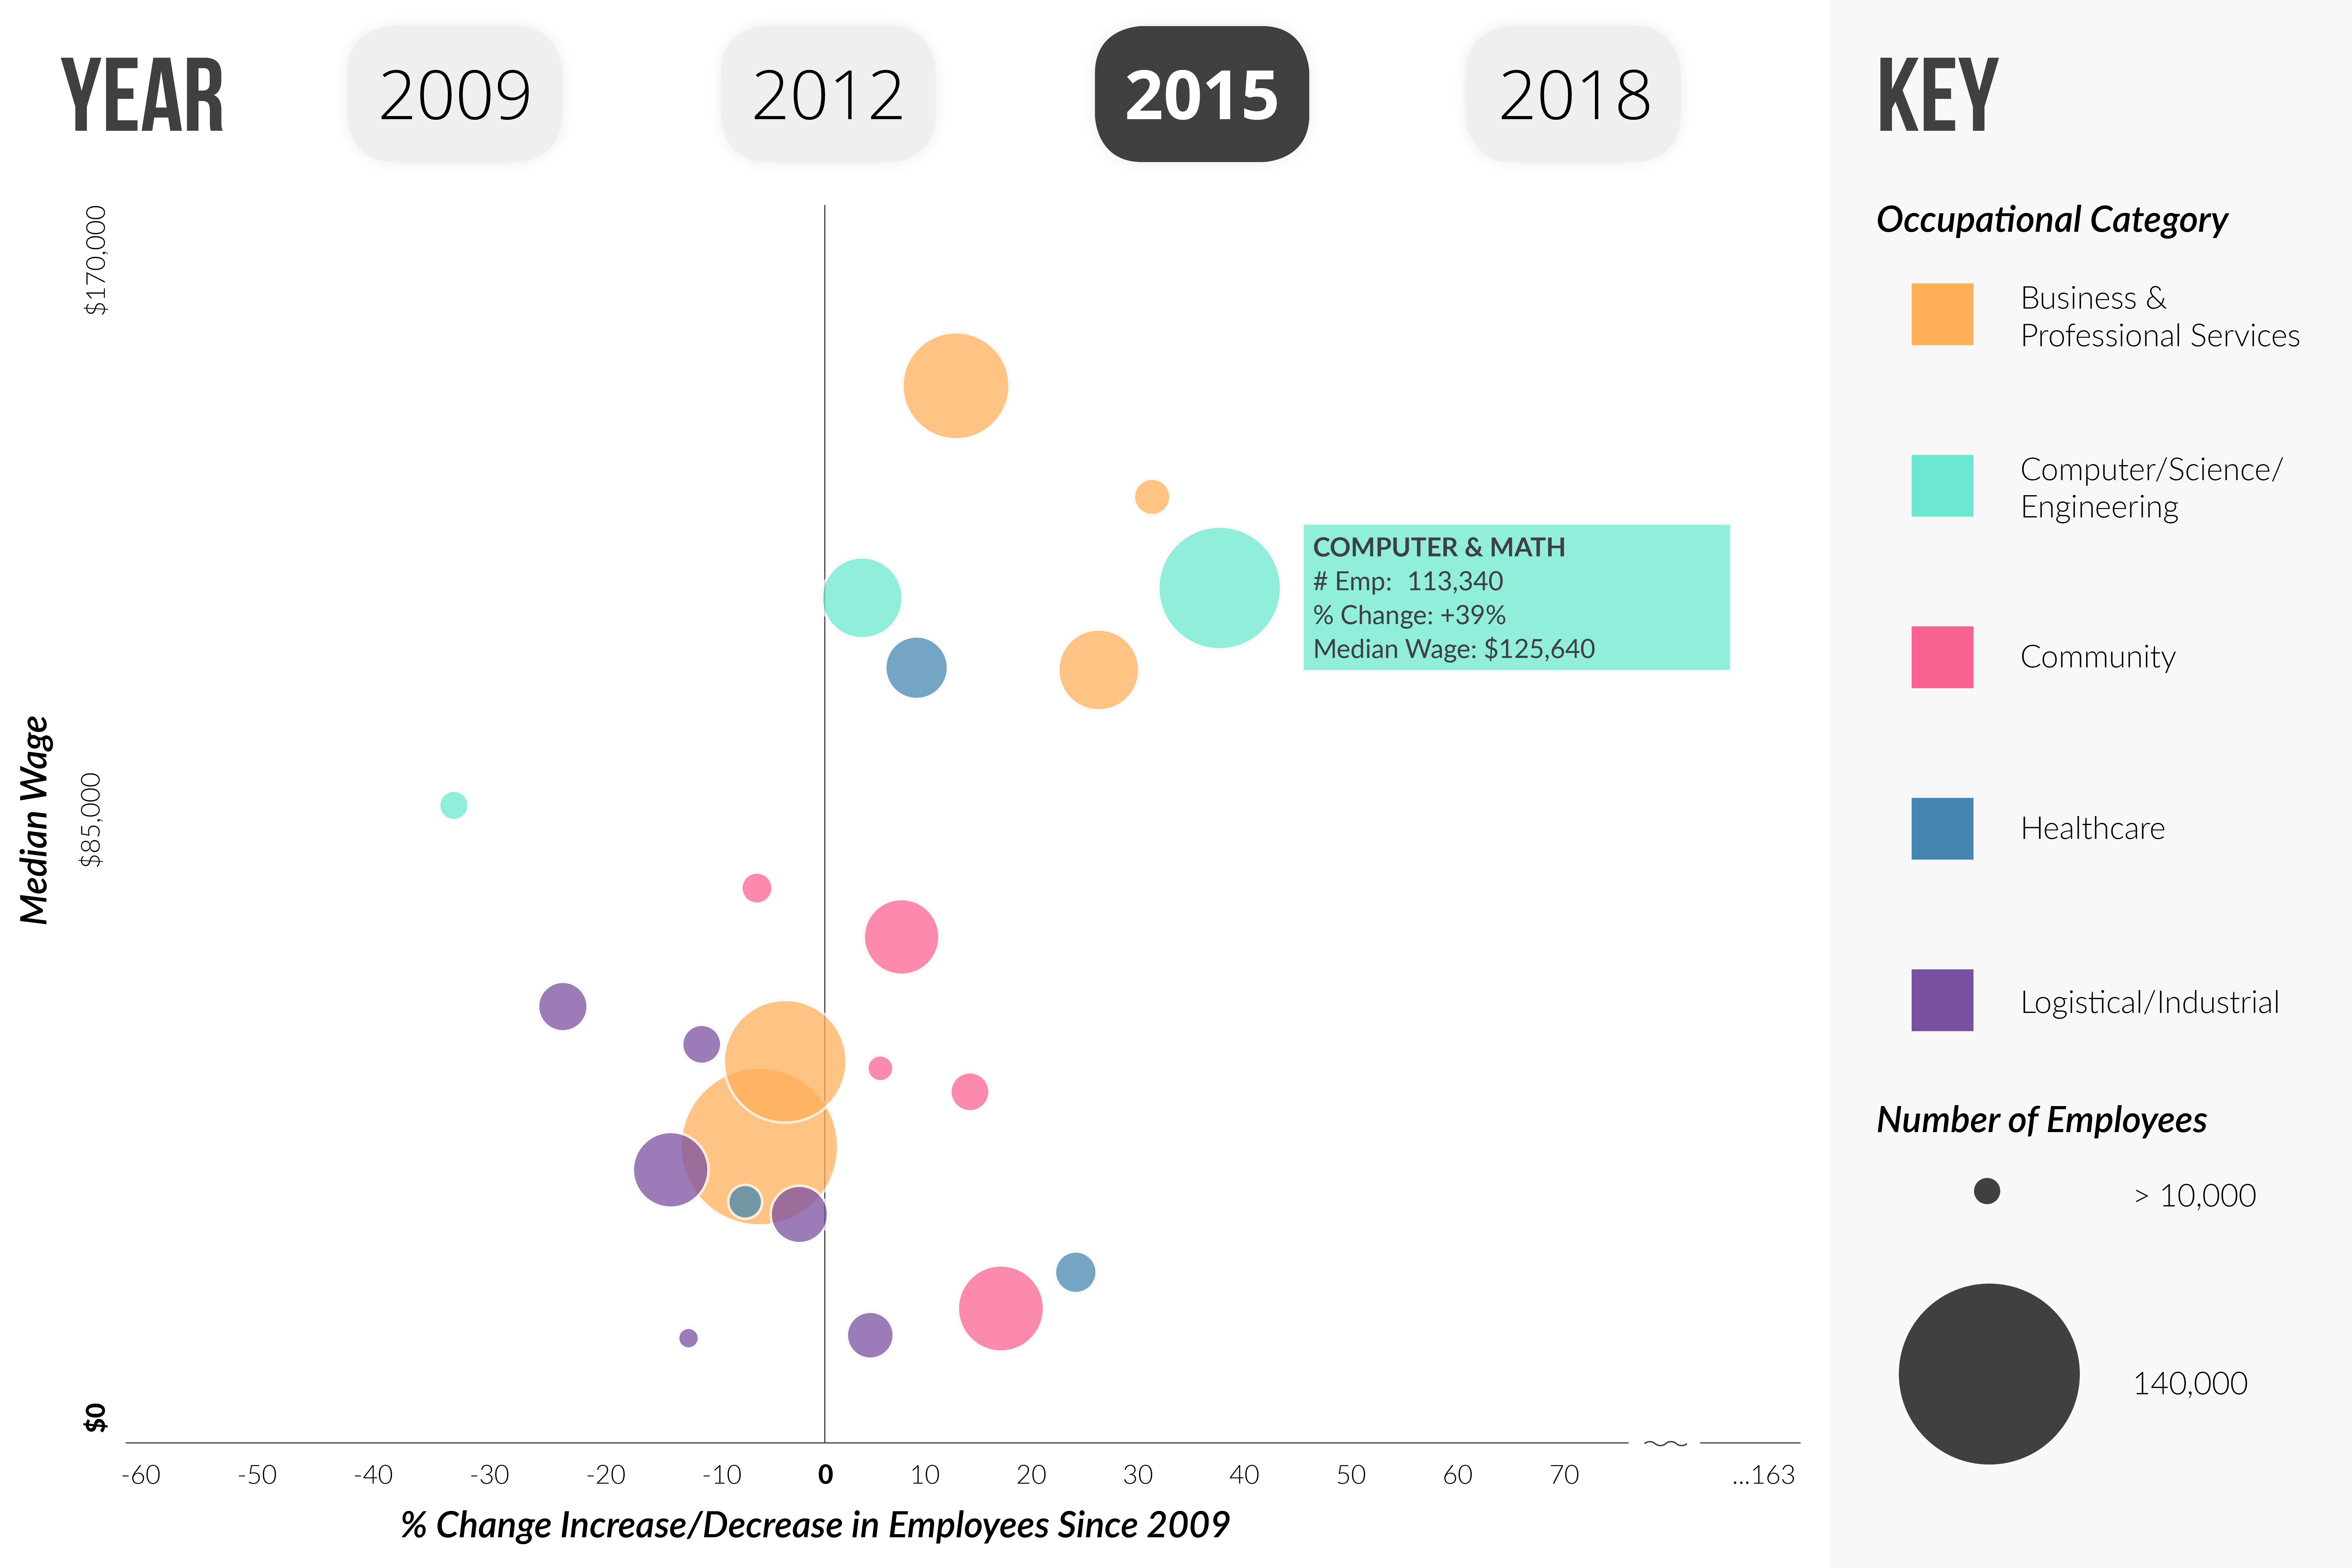 YEAR
2009
2012
2015
2018
KEY
$170,000
Median Wage
$85,000
$0
COMPUTER & MATH
# Emp: 113,340
% Change: +39%
Median Wage: $125,640
-60 -50 -40 -30 -20 -10 0 10 20 30 40 50 60 70 ...163
% Change Increase/Decrease in Employees Since 2009
Occupational Category
Business &
Professional Services
Computer/Science/
Engineering
Community
Healthcare
Logistical/Industrial
Number of Employees
> 10,000
140,000